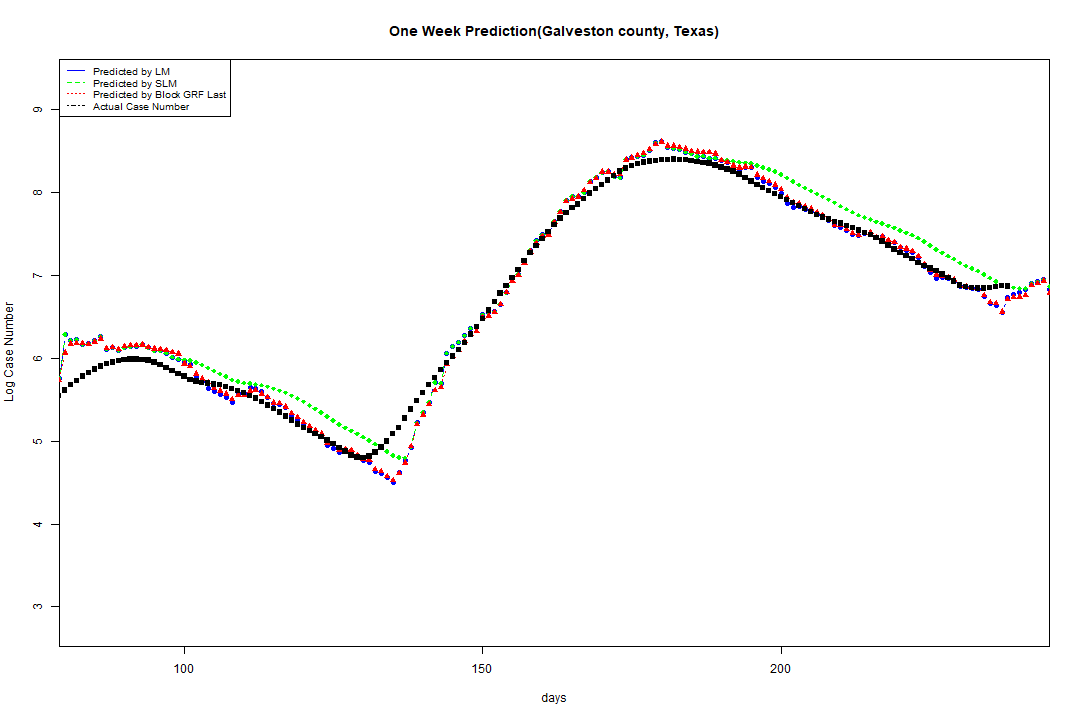 One Week Prediction(Galveston county, Texas)
Predicted by LM
Predicted by SLM
Predicted by Block GRF Last
Actual Case Number
9
8
7
6
5
4
3
Log Case Number
100 150 200
days